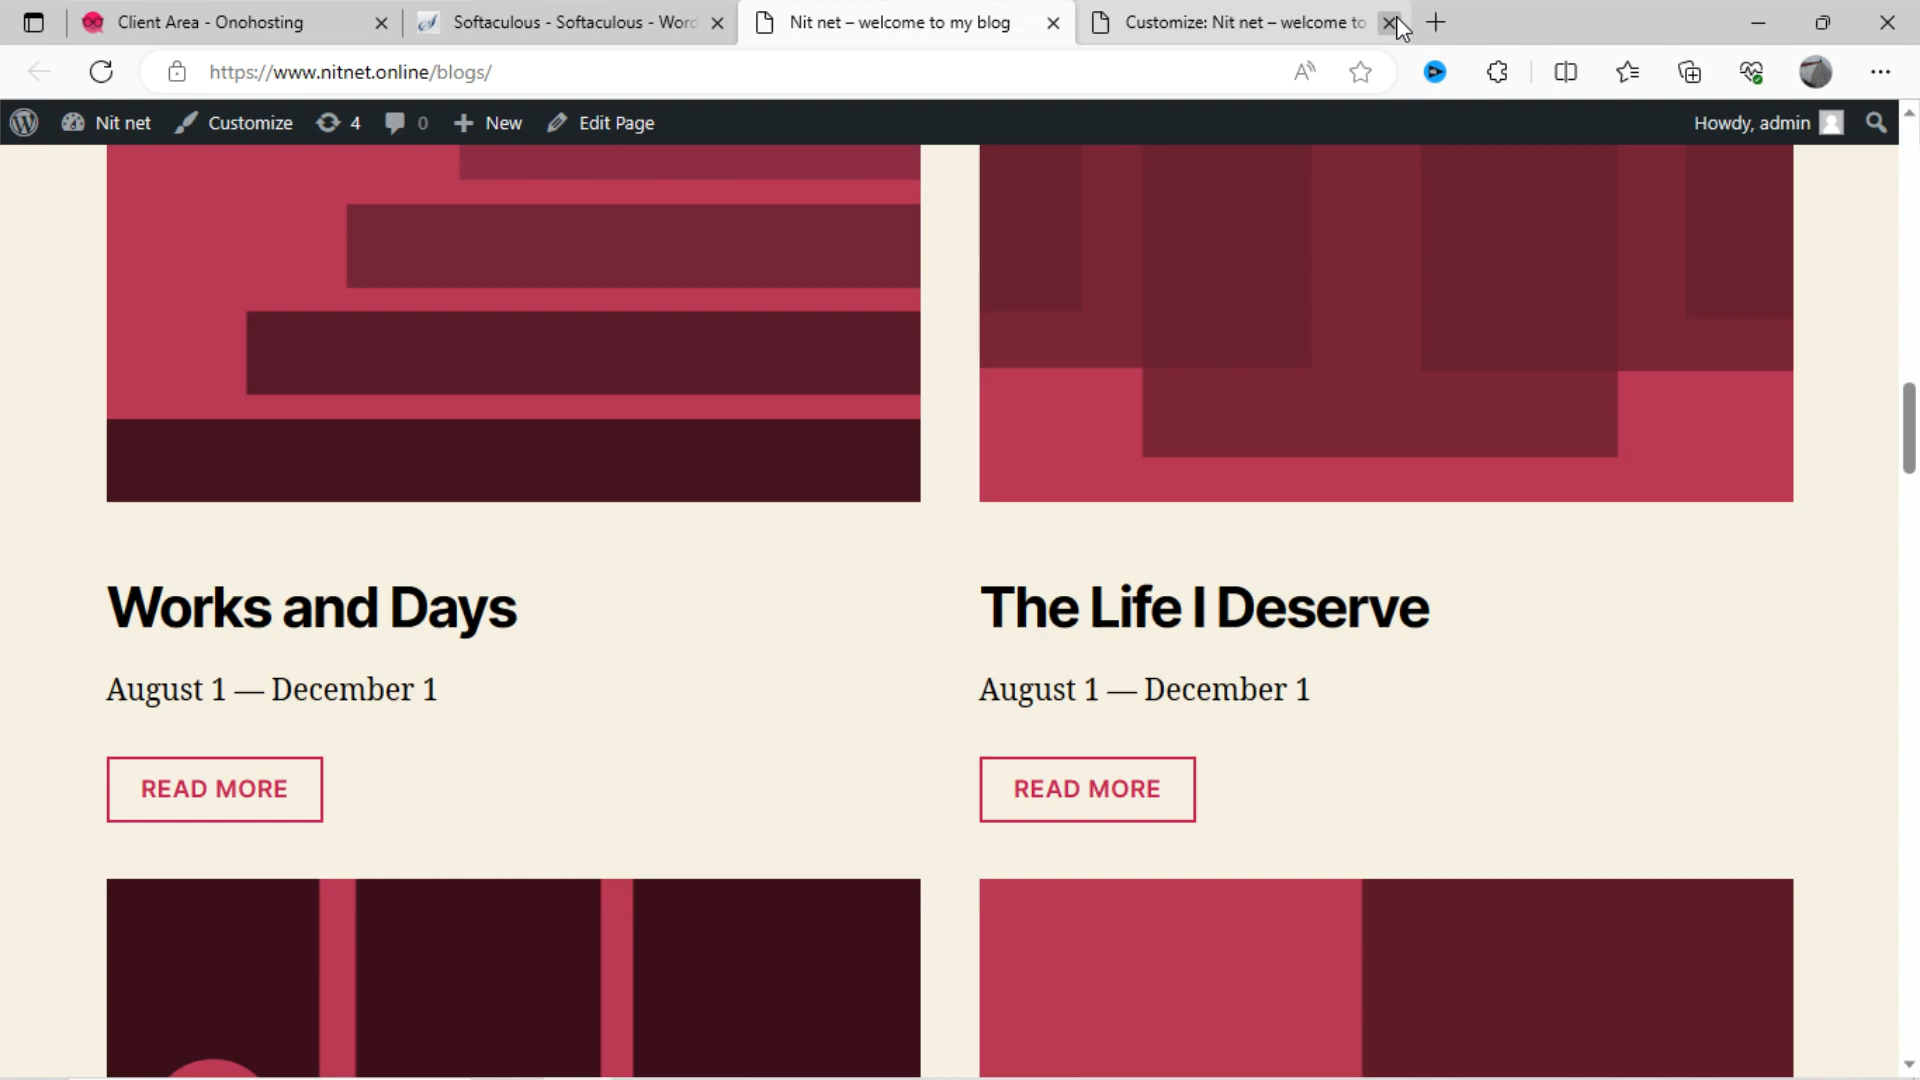 Client Area - Onohosting
Softaculous - Softaculous - Word
Nit net – welcome to my blog
Customize: Nit net – welcome to
https://www.nitnet.online/blogs/
Nit net
Customize
4
0
New
Edit Page
Howdy, admin
Works and Days
The Life I Deserve
August 1 — December 1
August 1 — December 1
READ MORE
READ MORE